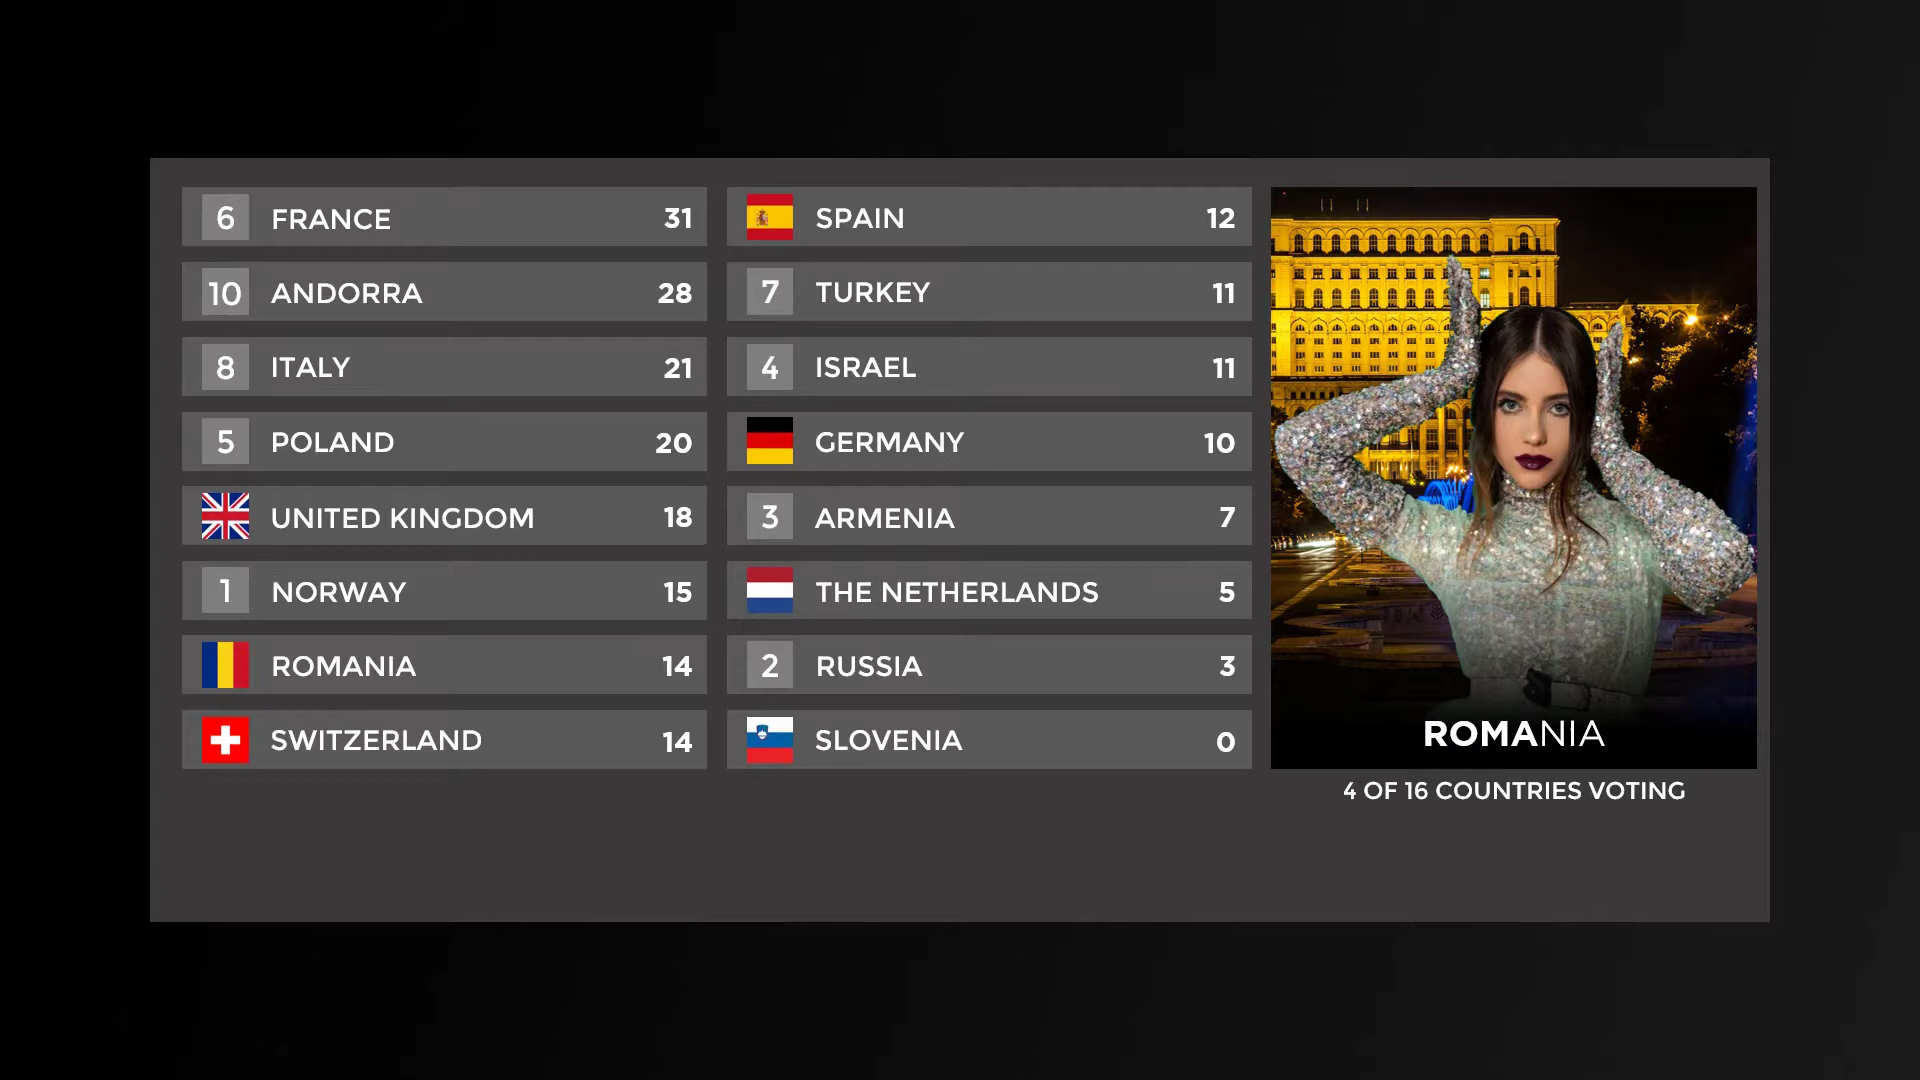 6 FRANCE 31
10 ANDORRA 28
8 ITALY 21
5 POLAND 20
UNITED KINGDOM 18
1 NORWAY 15
ROMANIA 14
SWITZERLAND 14
SPAIN 12
7 TURKEY 11
4 ISRAEL 11
GERMANY 10
3 ARMENIA 7
THE NETHERLANDS 5
2 RUSSIA 3
SLOVENIA 0
ROMANIA
4 OF 16 COUNTRIES VOTING